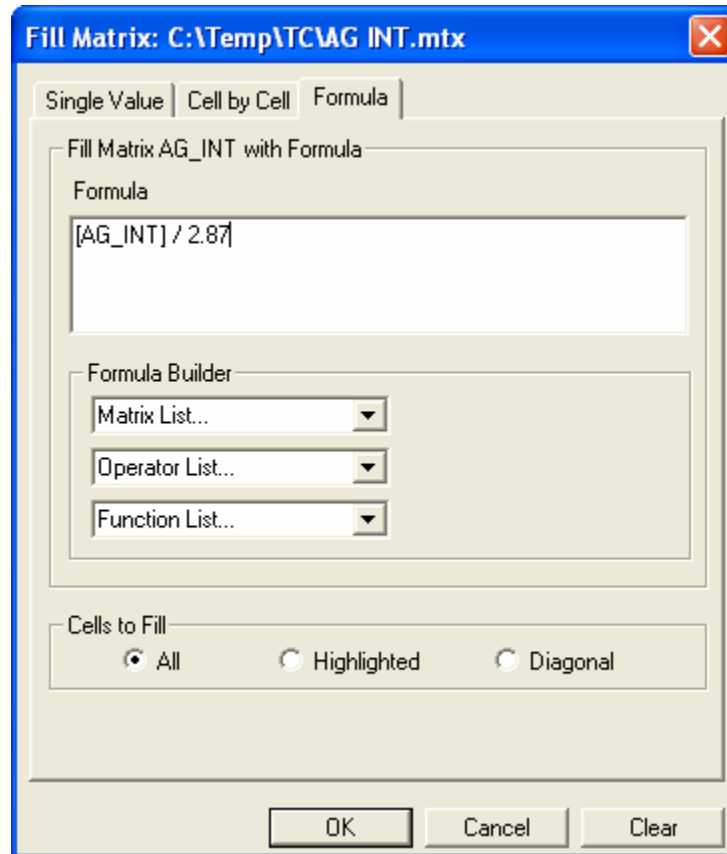 Fill Matrix: C:\Temp\TC\AG INT.mtx
Single Value Cell by Cell Formula
Fill Matrix AG_INT with Formula
Formula
[AG_INT] / 2.87
Formula Builder
Matrix List...
Operator List...
Function List...
Cells to Fill
All Highlighted Diagonal
OK Cancel Clear